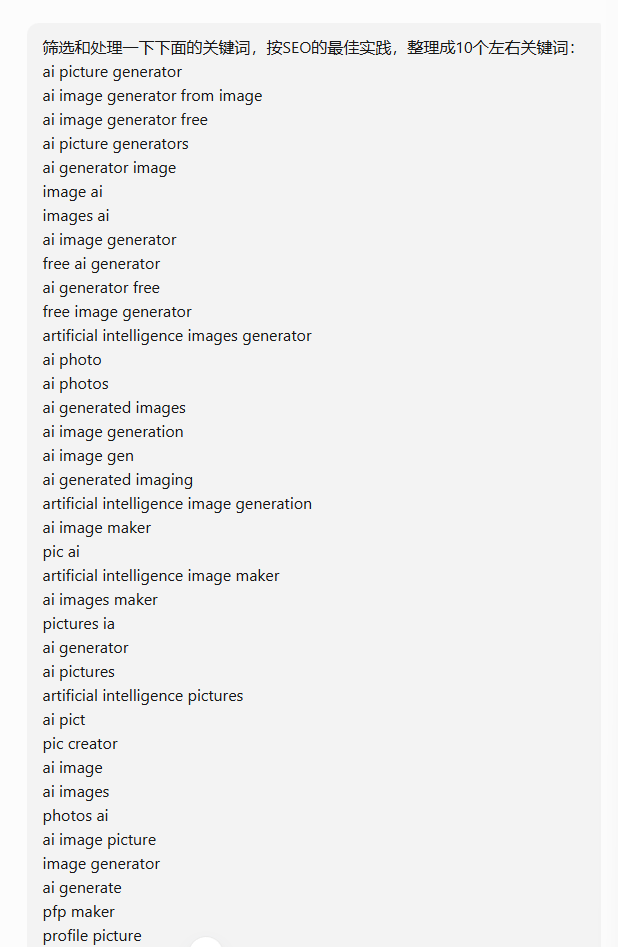 筛选和处理一下下面的关键词，按SEO的最佳实践，整理成10个左右关键词：
ai picture generator
ai image generator from image
ai image generator free
ai picture generators
ai generator image
image ai
images ai
ai image generator
free ai generator
ai generator free
free image generator
artificial intelligence images generator
ai photo
ai photos
ai generated images
ai image generation
ai image gen
ai generated imaging
artificial intelligence image generation
ai image maker
pic ai
artificial intelligence image maker
ai images maker
pictures ia
ai generator
ai pictures
artificial intelligence pictures
ai pict
pic creator
ai image
ai images
photos ai
ai image picture
image generator
ai generate
pfp maker
profile picture